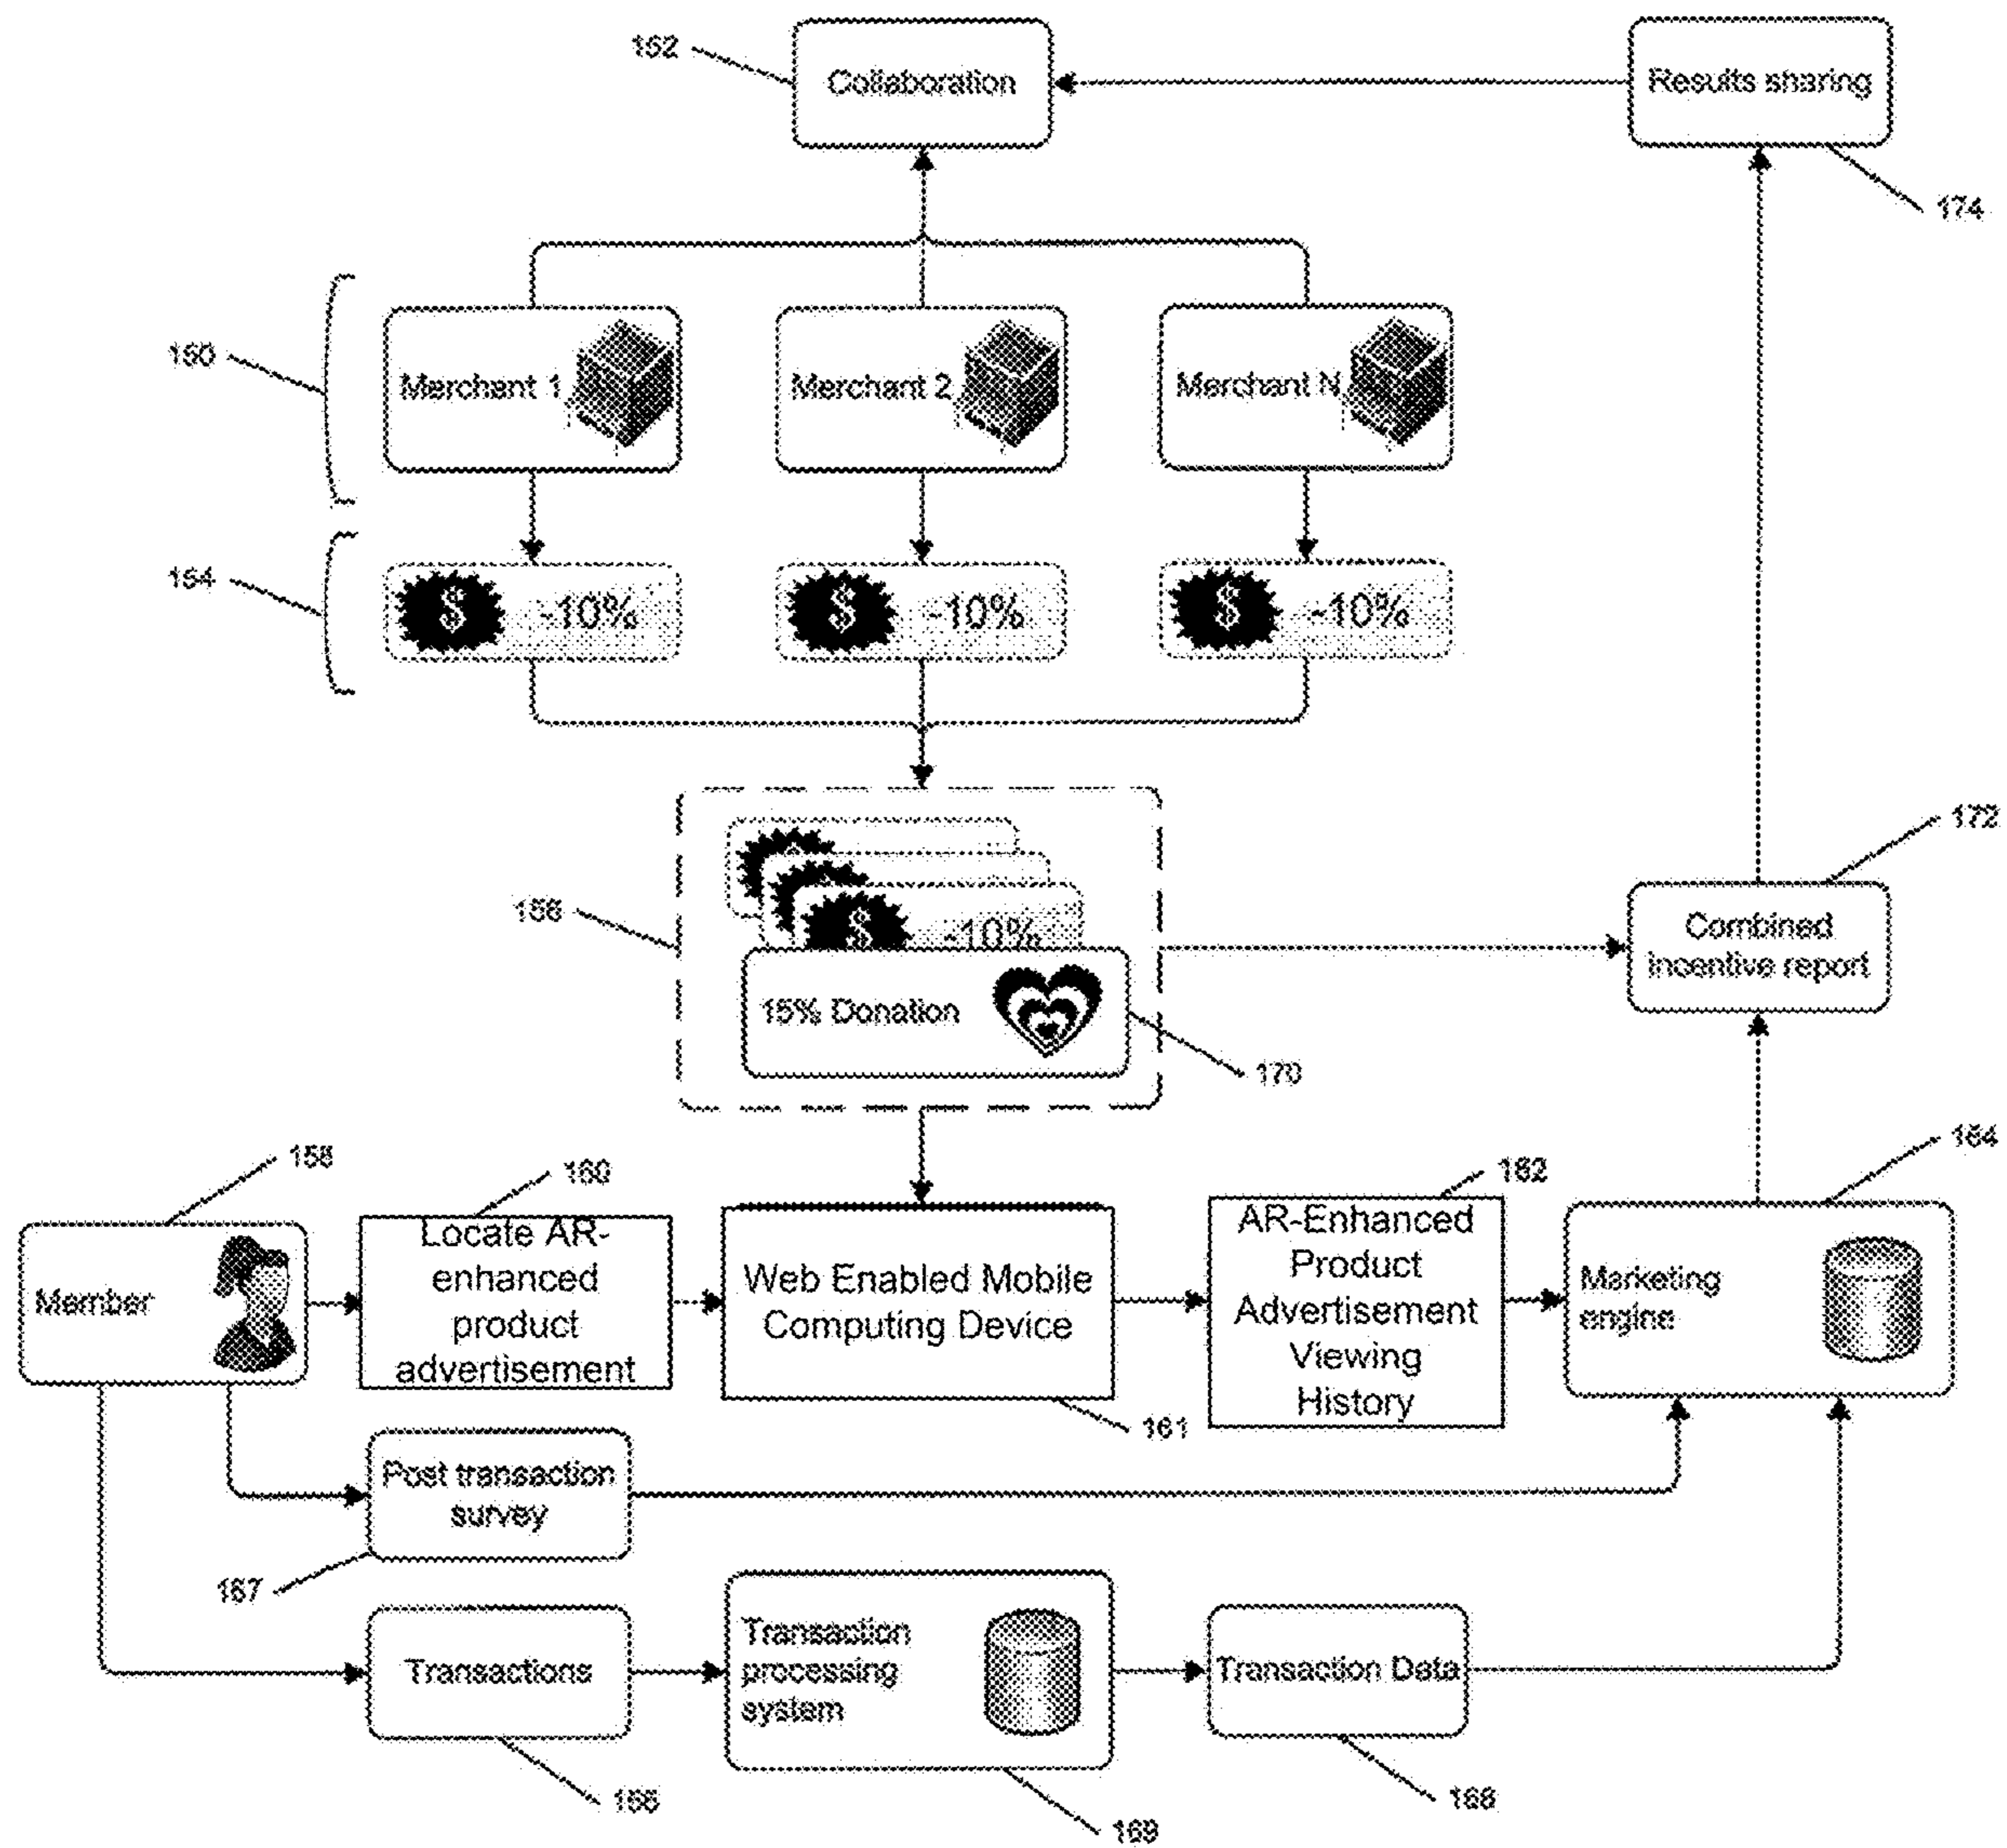 152
Collaboration
Results sharing
174
150
Merchant 1
Merchant 2
Merchant N
154
$ -10%
$ -10%
$ -10%
172
156
$ -10%
Combined
incentive report
15% Donation
170
158
160
162
164
Member
Locate AR-
enhanced
product
advertisement
Web Enabled Mobile
Computing Device
AR-Enhanced
Product
Advertisement
Viewing
History
Marketing
engine
161
Post transaction
survey
167
Transactions
Transaction
processing
system
Transaction Data
168
169